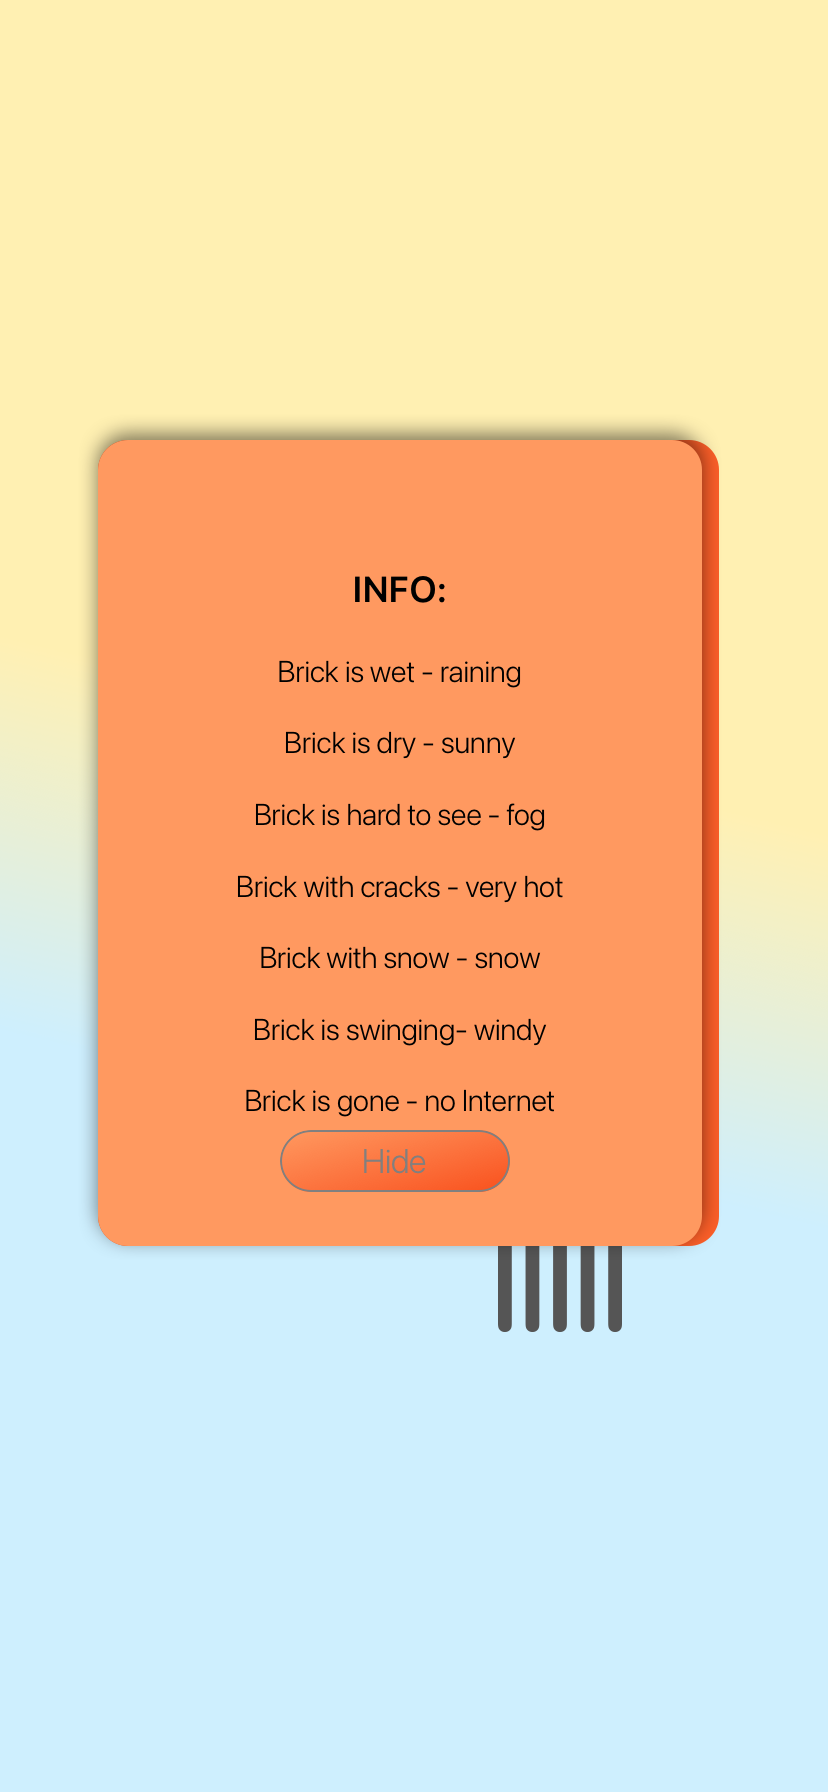 INFO:
Brick is wet - raining
Brick is dry - sunny
Brick is hard to see - fog
Brick with cracks - very hot
Brick with snow - snow
Brick is swinging- windy
Brick is gone - no Internet
Hide